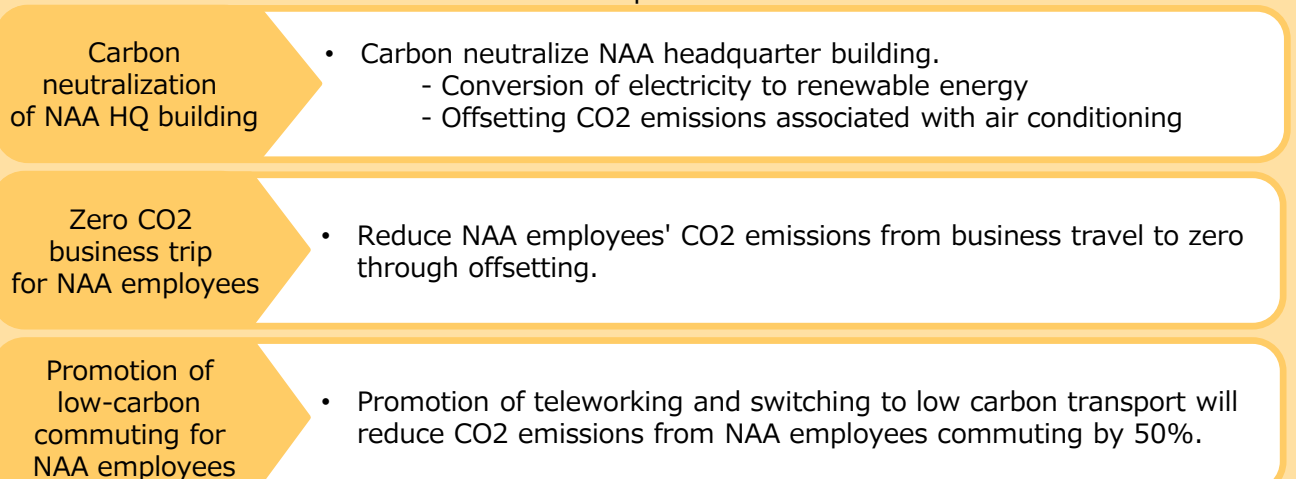 Carbon
neutralization
of NAA HQ building
• Carbon neutralize NAA headquarter building.
- Conversion of electricity to renewable energy
- Offsetting CO2 emissions associated with air conditioning
Zero CO2
business trip
for NAA employees
• Reduce NAA employees' CO2 emissions from business travel to zero
through offsetting.
Promotion of
low-carbon
commuting for
NAA employees
• Promotion of teleworking and switching to low carbon transport will
reduce CO2 emissions from NAA employees commuting by 50%.